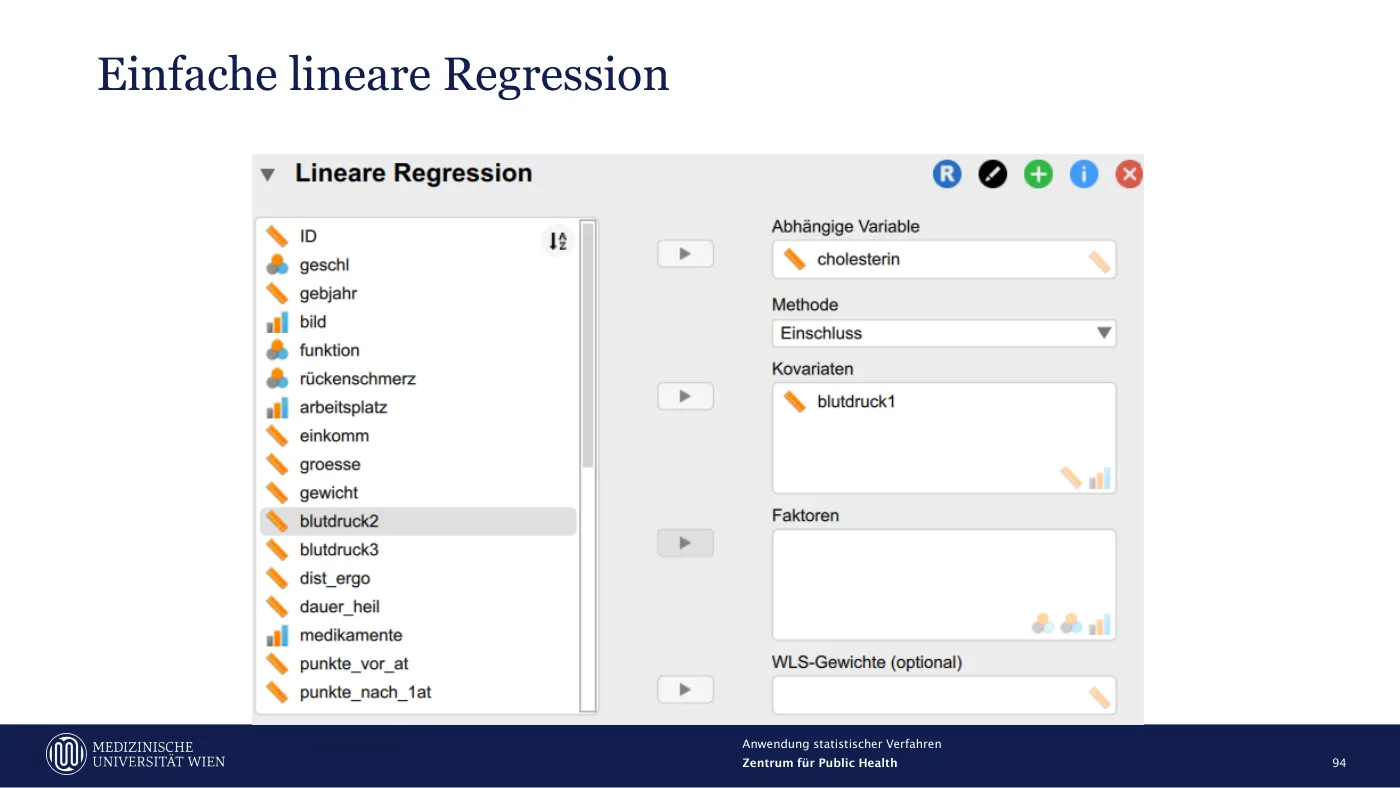 Einfache lineare Regression
Lineare Regression
R
i
A
Z
ID
geschl
gebjahr
bild
funktion
rückenschmerz
arbeitsplatz
einkomm
groesse
gewicht
blutdruck2
blutdruck3
dist_ergo
dauer_heil
medikamente
punkte_vor_at
punkte_nach_1at
Abhängige Variable
cholesterin
Methode
Einschluss
Kovariaten
blutdruck1
Faktoren
WLS-Gewichte (optional)
MEDIZINISCHE
UNIVERSITÄT WIEN
Anwendung statistischer Verfahren
Zentrum für Public Health
94